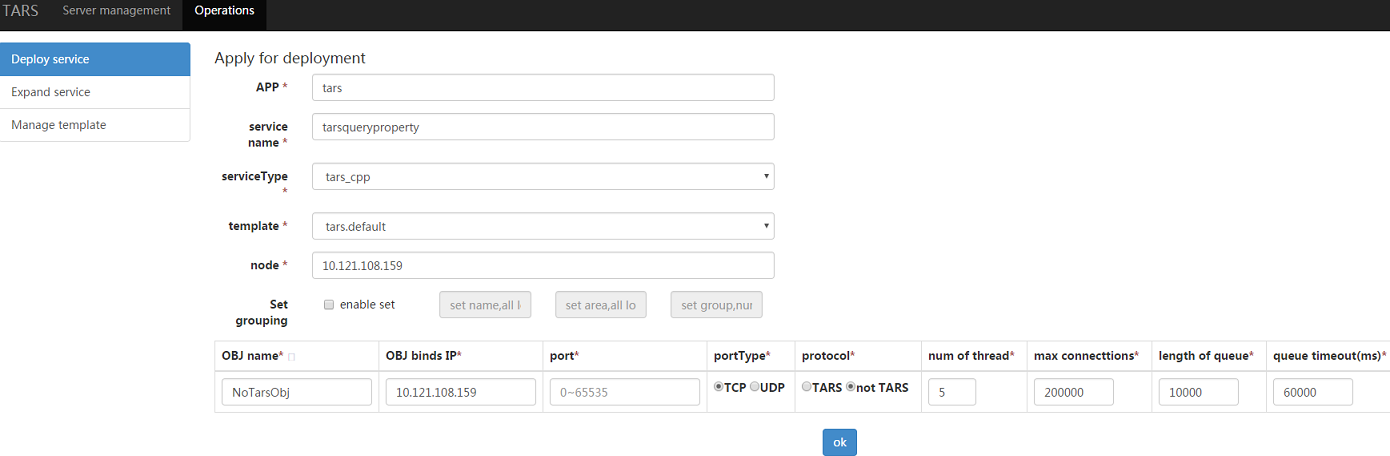 TARS Server management Operations
Deploy service
Expand service
Manage template
Apply for deployment
APP * tars
service name * tarsqueryproperty
serviceType * tars_cpp
template * tars.default
node * 10.121.108.159
Set grouping enable set set name,all set area,all lo set group,nur
OBJ name* OBJ binds IP* port* portType* protocol* num of thread* max connecttions* length of queue* queue timeout(ms)*
NoTarsObj 10.121.108.159 0~65535 TCP UDP TARS not TARS 5 200000 10000 60000
ok